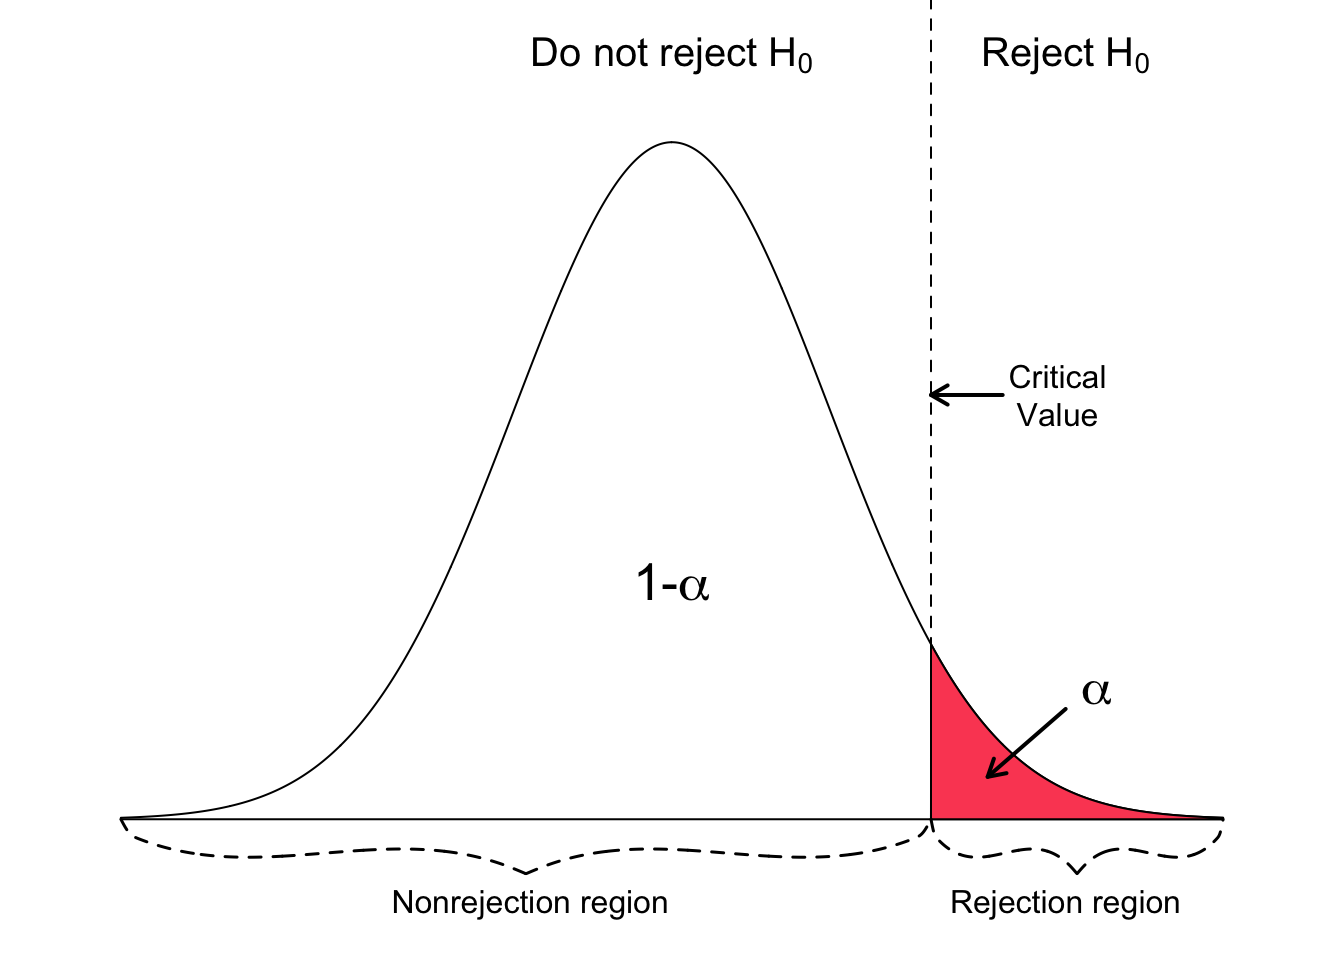 Do not reject H₀
Reject H₀
Critical
Value
1-α
α
Nonrejection region
Rejection region